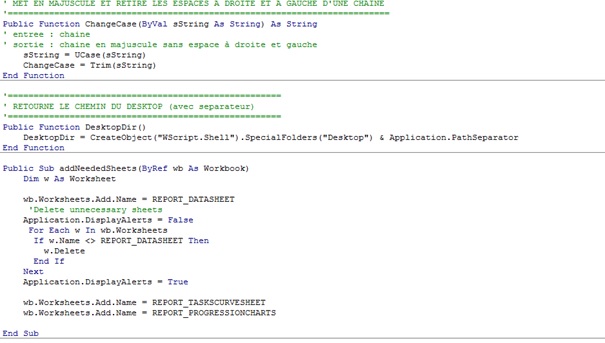 ' MET EN MAJUSCULE ET RETIRE LES ESPACES A DROITE ET A GAUCHE D'UNE CHAINE
'=========================================================================
Public Function ChangeCase(ByVal sString As String) As String
' entree : chaine
' sortie : chaine en majuscule sans espace à droite et gauche
    sString = UCase(sString)
    ChangeCase = Trim(sString)
End Function
'====================================================
' RETOURNE LE CHEMIN DU DESKTOP (avec separateur)
'====================================================
Public Function DesktopDir()
    DesktopDir = CreateObject("WScript.Shell").SpecialFolders("Desktop") & Application.PathSeparator
End Function
Public Sub addNeededSheets(ByRef wb As Workbook)
    Dim w As Worksheet
    wb.Worksheets.Add.Name = REPORT_DATASHEET
     'Delete unnecessary sheets
    Application.DisplayAlerts = False
     For Each w In wb.Worksheets
      If w.Name <> REPORT_DATASHEET Then
        w.Delete
      End If
    Next
    Application.DisplayAlerts = True
    wb.Worksheets.Add.Name = REPORT_TASKSCURVESHEET
    wb.Worksheets.Add.Name = REPORT_PROGRESSIONCHARTS
End Sub